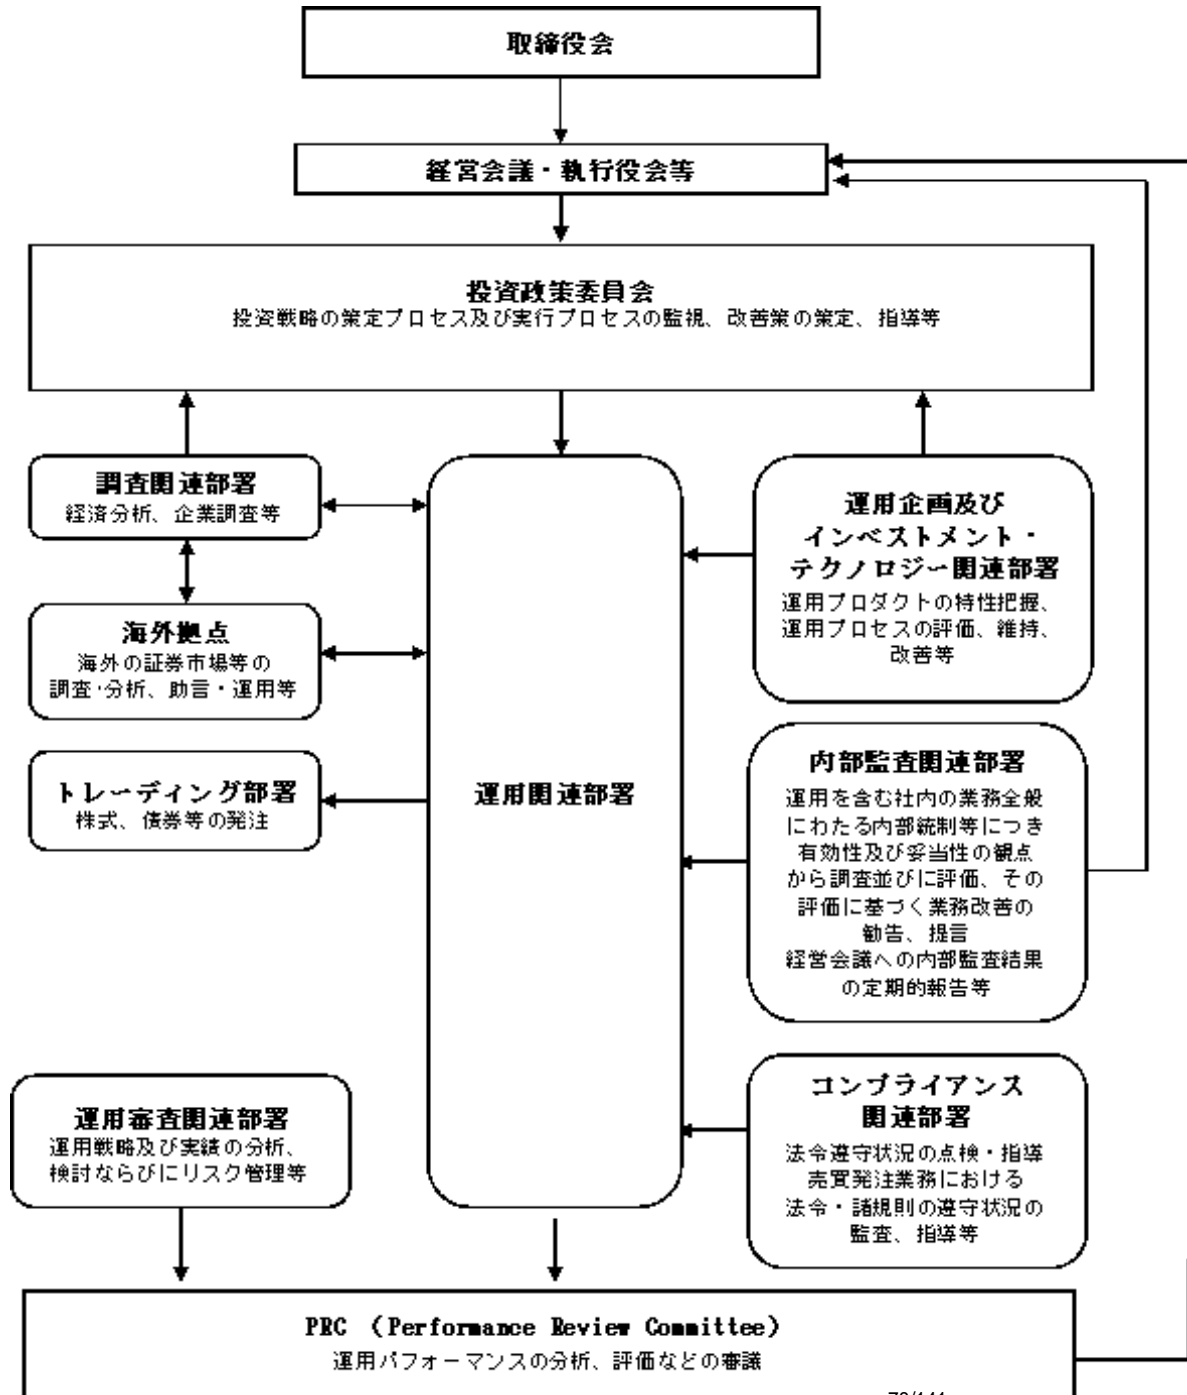 取締役会
経営会議・執行役会等
投資政策委員会
投資戦略の策定プロセス及び実行プロセスの監視、改善策の策定、指導等
調査関連部署
経済分析、企業調査等
海外拠点
海外の証券市場等の
調査・分析、助言・運用等
トレーディング部署
株式、債券等の発注
運用関連部署
運用企画及び
インベストメント・
テクノロジー関連部署
運用プロダクトの特性把握、
運用プロセスの評価、維持、
改善等
内部監査関連部署
運用を含む社内の業務全般
にわたる内部統制等につき
有効性及び妥当性の観点
から調査並びに評価、その
評価に基づく業務改善の
勧告、提言
経営会議への内部監査結果
の定期的報告等
コンプライアンス
関連部署
法令遵守状況の点検・指導
売買発注業務における
法令・諸規則の遵守状況の
監査、指導等
運用審査関連部署
運用戦略及び実績の分析、
検討ならびにリスク管理等
PRC （Performance Review Committee）
運用パフォーマンスの分析、評価などの審議